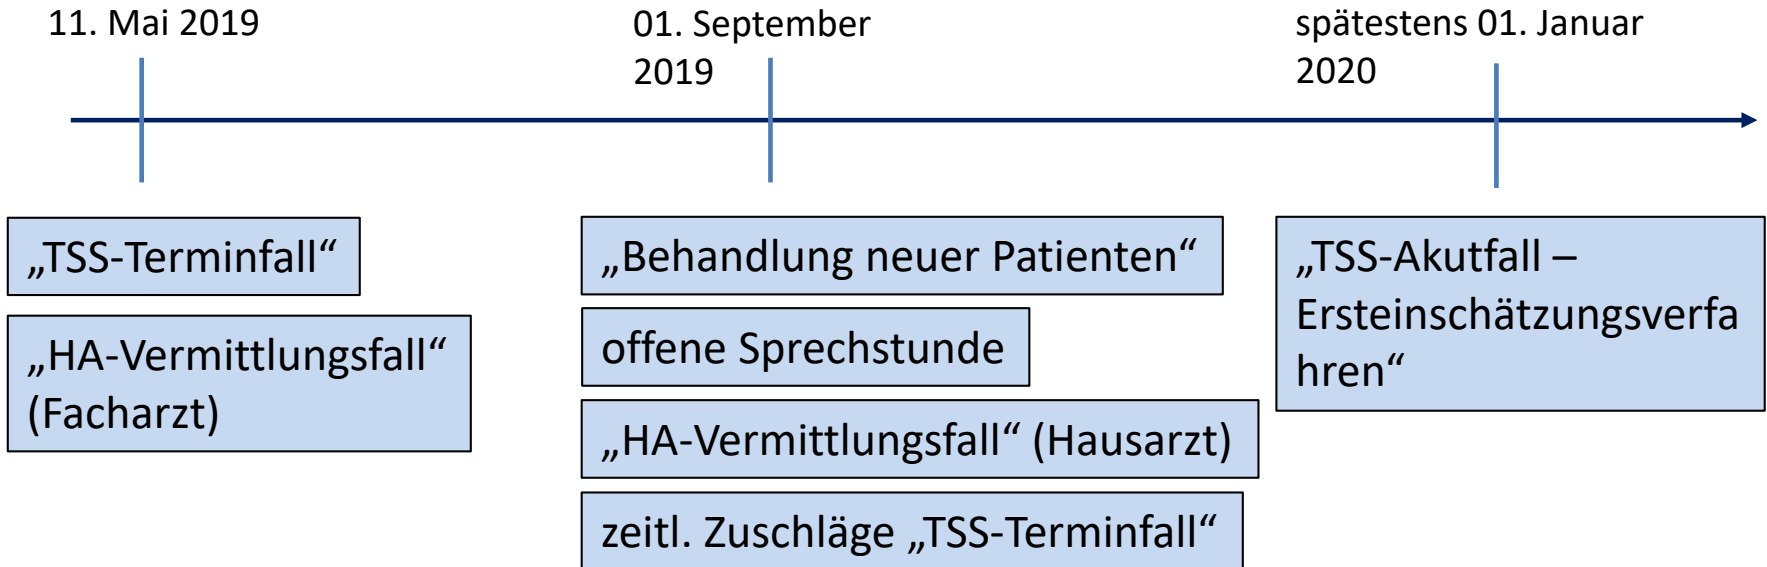 11. Mai 2019
01. September
2019
spätestens 01. Januar
2020
„TSS-Terminfall“
„HA-Vermittlungsfall“
(Facharzt)
„Behandlung neuer Patienten“
offene Sprechstunde
„HA-Vermittlungsfall“ (Hausarzt)
zeitl. Zuschläge „TSS-Terminfall“
„TSS-Akutfall –
Ersteinschätzungsverfa
hren“